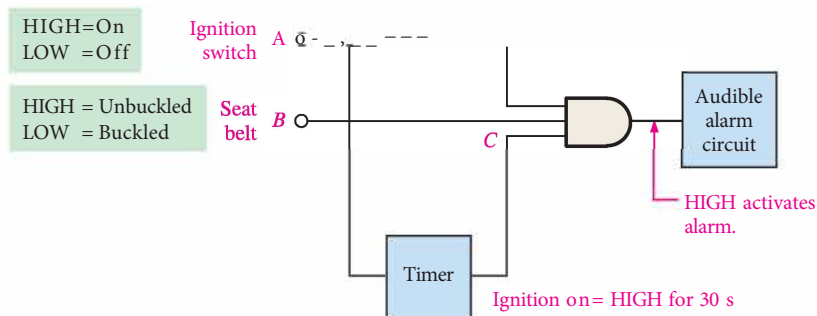 HIGH=On
LOW =Off
Ignition
switch
A
HIGH = Unbuckled
LOW = Buckled
Seat
belt
B
C
Audible
alarm
circuit
HIGH activates
alarm.
Timer
Ignition on= HIGH for 30 s